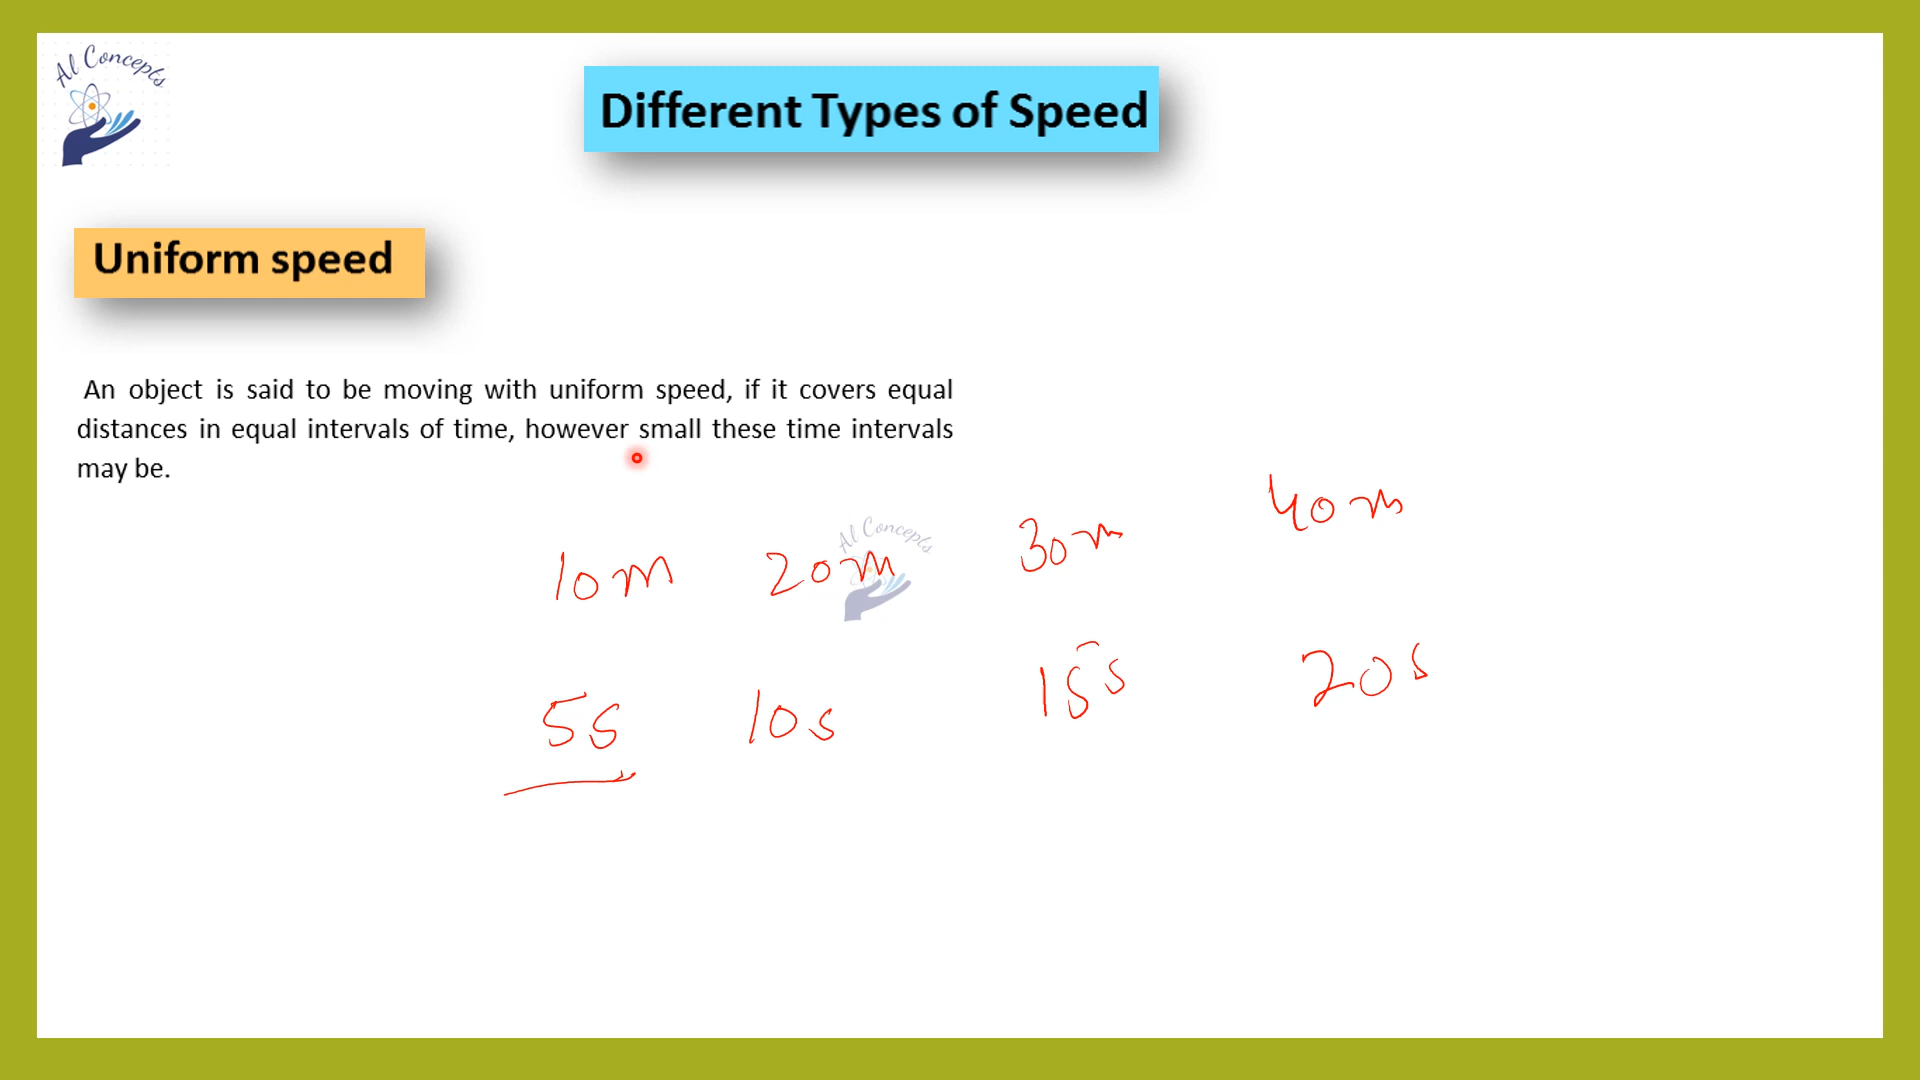 Al Concepts
Different Types of Speed
Uniform speed
An object is said to be moving with uniform speed, if it covers equal
distances in equal intervals of time, however small these time intervals
may be.
10m 20m 30m 40m
Al Concepts
5s 10s 15s 20s